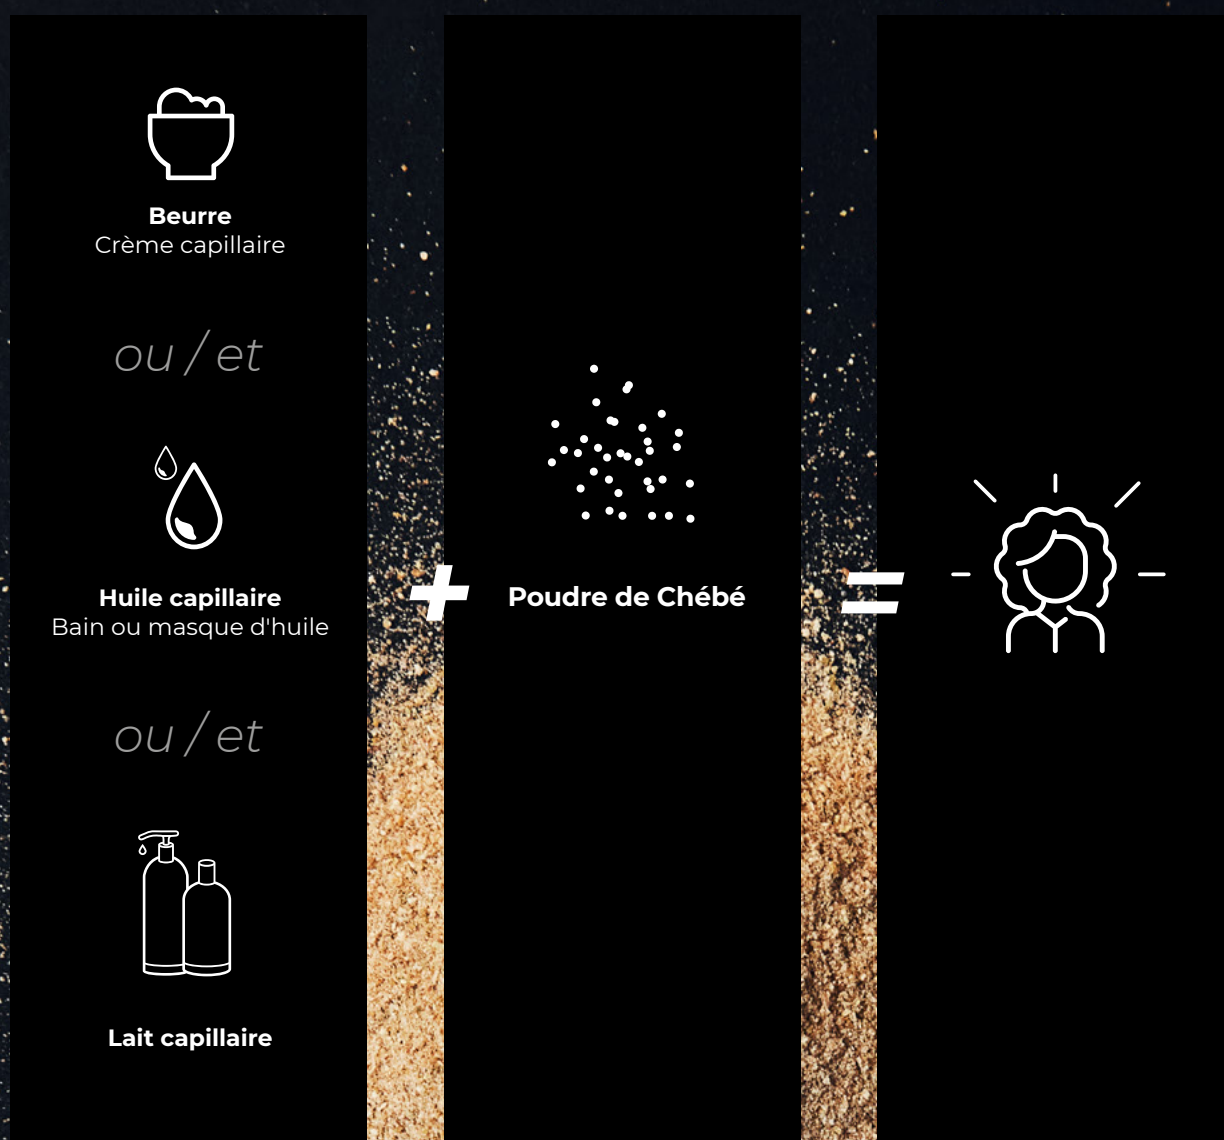 Beurre
Crème capillaire
ou / et
Huile capillaire
Bain ou masque d'huile
ou / et
Lait capillaire
+
Poudre de Chébé
=